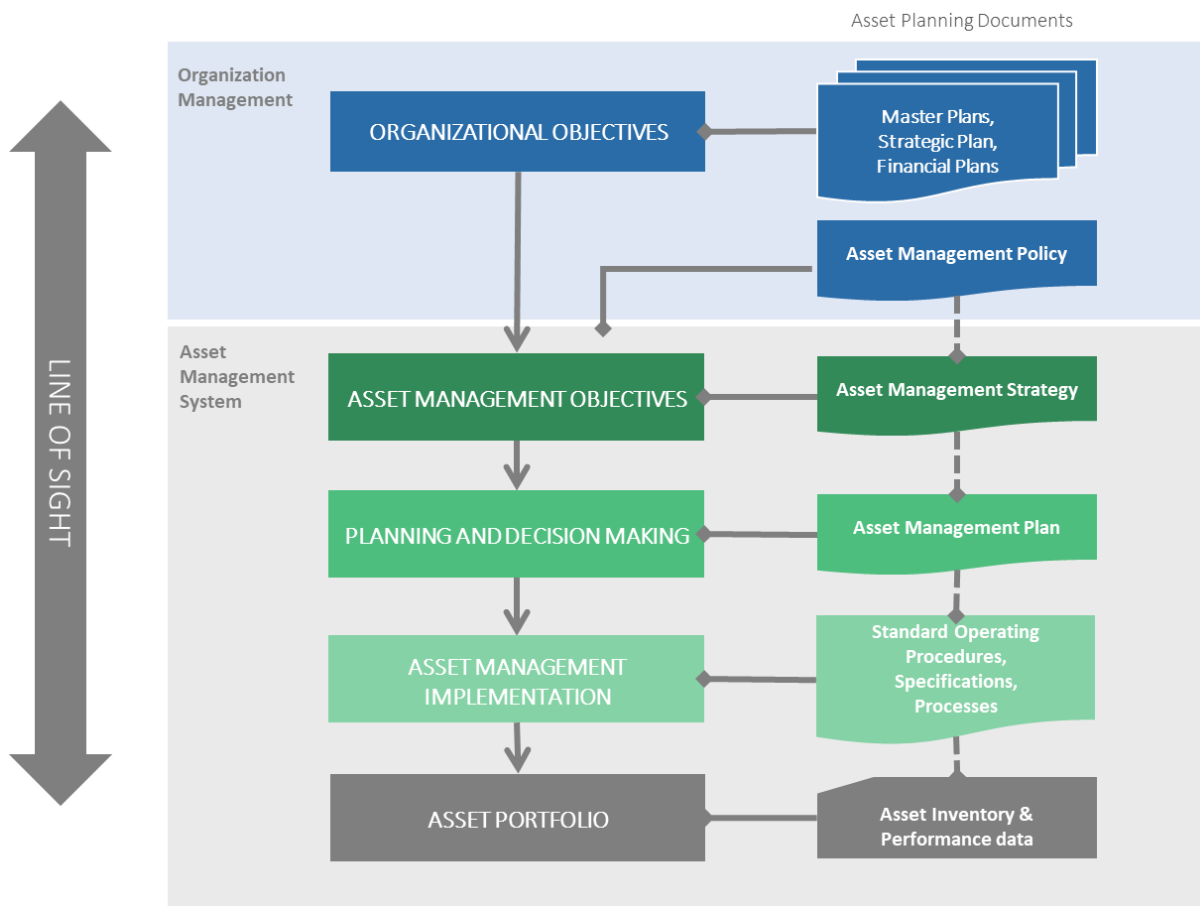 Asset Planning Documents
Organization
Management
ORGANIZATIONAL OBJECTIVES
Master Plans,
Strategic Plan,
Financial Plans
Asset Management Policy
LINE OF SIGHT
Asset
Management
System
ASSET MANAGEMENT OBJECTIVES
Asset Management Strategy
PLANNING AND DECISION MAKING
Asset Management Plan
ASSET MANAGEMENT
IMPLEMENTATION
Standard Operating
Procedures,
Specifications,
Processes
ASSET PORTFOLIO
Asset Inventory &
Performance data